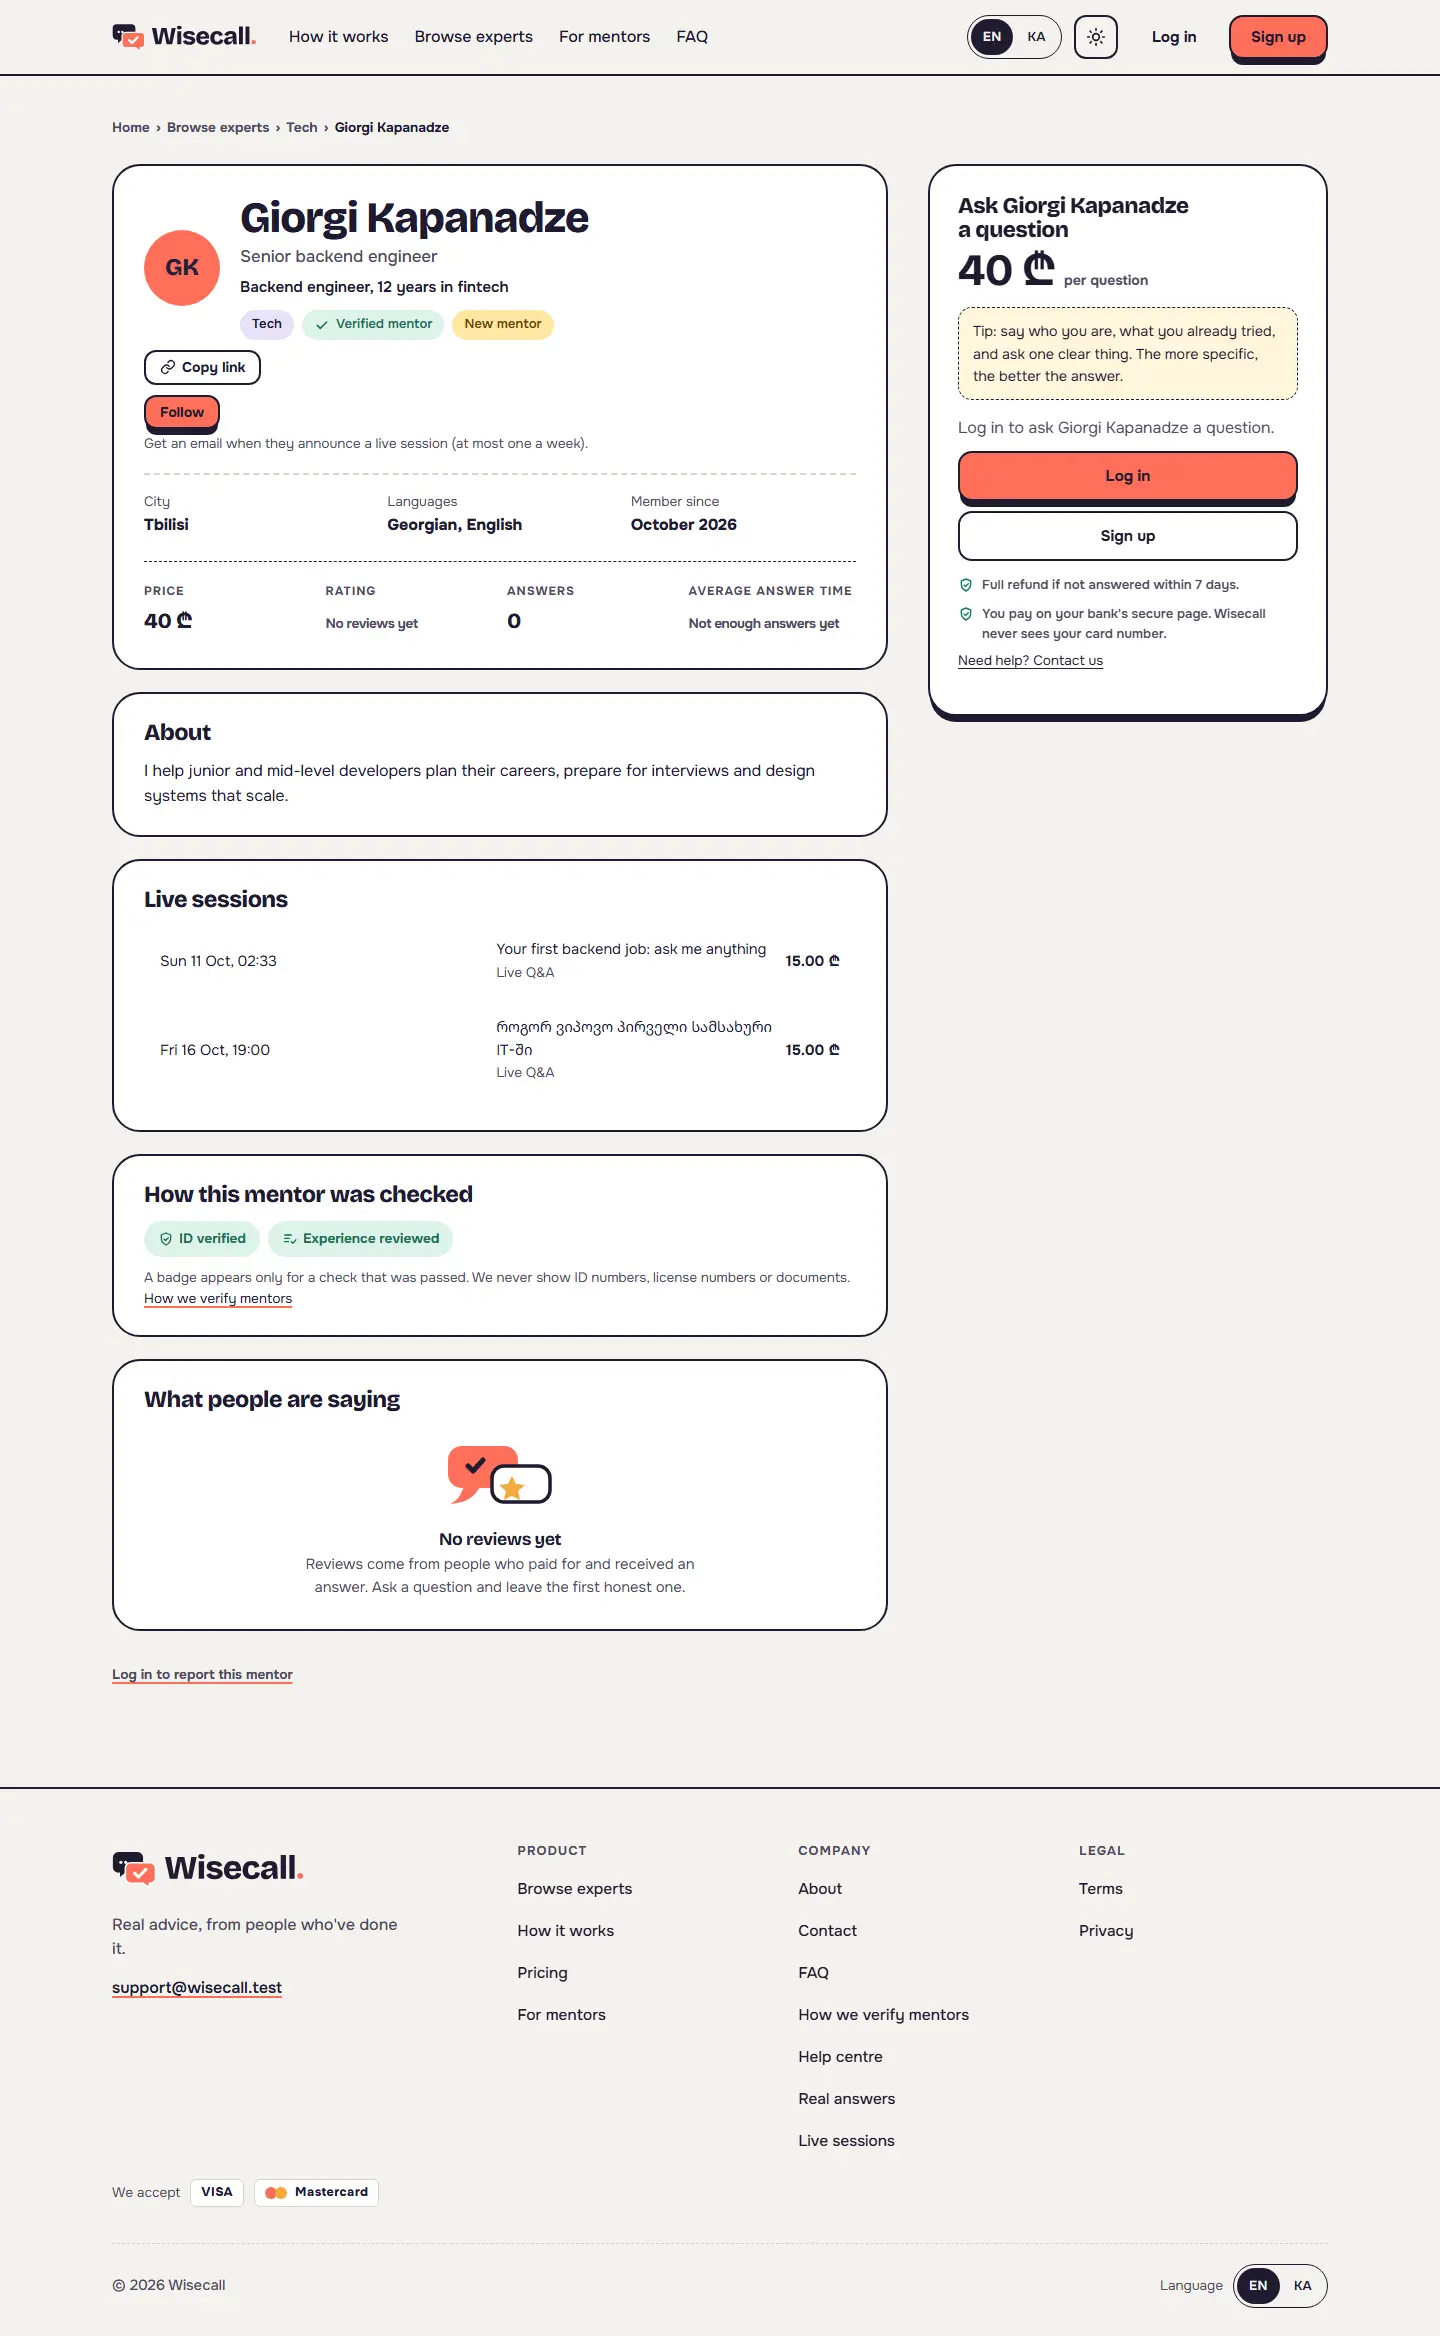 Wisecall.
How it works
Browse experts
For mentors
FAQ
EN
KA
Log in
Sign up
Home › Browse experts › Tech › Giorgi Kapanadze
GK
Giorgi Kapanadze
Senior backend engineer
Backend engineer, 12 years in fintech
Tech
Verified mentor
New mentor
Copy link
Follow
Get an email when they announce a live session (at most one a week).
City
Tbilisi
Languages
Georgian, English
Member since
October 2026
PRICE
40 ₾
RATING
No reviews yet
ANSWERS
0
AVERAGE ANSWER TIME
Not enough answers yet
Ask Giorgi Kapanadze
a question
40 ₾ per question
Tip: say who you are, what you already tried,
and ask one clear thing. The more specific,
the better the answer.
Log in to ask Giorgi Kapanadze a question.
Log in
Sign up
Full refund if not answered within 7 days.
You pay on your bank's secure page. Wisecall
never sees your card number.
Need help? Contact us
About
I help junior and mid-level developers plan their careers, prepare for interviews and design
systems that scale.
Live sessions
Sun 11 Oct, 02:33
Your first backend job: ask me anything
Live Q&A
15.00 ₾
Fri 16 Oct, 19:00
როგორ ვიპოვო პირველი სამსახური
IT-ში
Live Q&A
15.00 ₾
How this mentor was checked
ID verified
Experience reviewed
A badge appears only for a check that was passed. We never show ID numbers, license numbers or documents.
How we verify mentors
What people are saying
No reviews yet
Reviews come from people who paid for and received an
answer. Ask a question and leave the first honest one.
Log in to report this mentor
Wisecall.
Real advice, from people who've done
it.
support@wisecall.test
PRODUCT
Browse experts
How it works
Pricing
For mentors
COMPANY
About
Contact
FAQ
How we verify mentors
Help centre
Real answers
Live sessions
LEGAL
Terms
Privacy
We accept
VISA
Mastercard
© 2026 Wisecall
Language
EN
KA